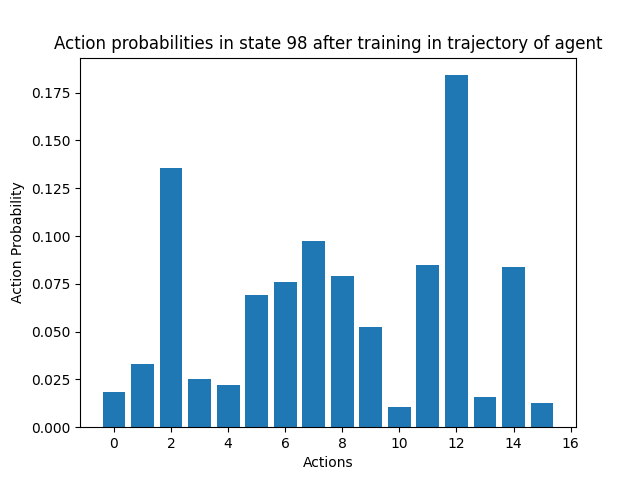 Action probabilities in state 98 after training in trajectory of agent
0.175
0.150
0.125
0.100
0.075
0.050
0.025
0.000
Action Probability
0 2 4 6 8 10 12 14 16
Actions